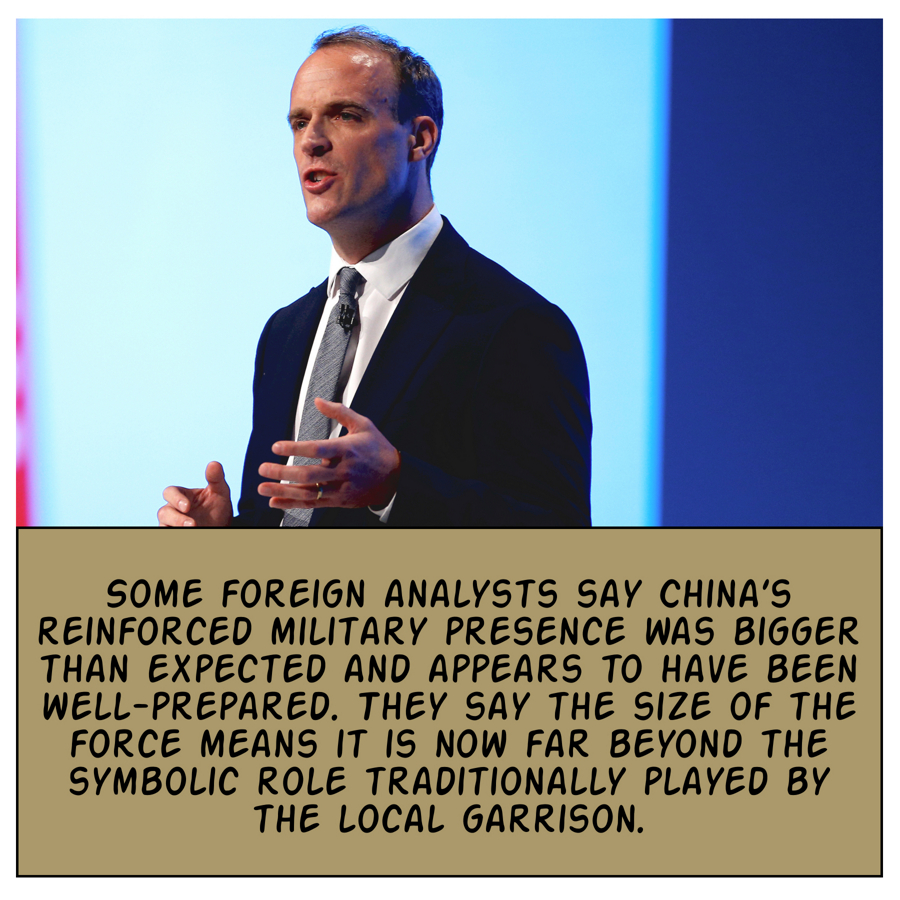 SOME FOREIGN ANALYSTS SAY CHINA'S
REINFORCED MILITARY PRESENCE WAS BIGGER
THAN EXPECTED AND APPEARS TO HAVE BEEN
WELL-PREPARED. THEY SAY THE SIZE OF THE
FORCE MEANS IT IS NOW FAR BEYOND THE
SYMBOLIC ROLE TRADITIONALLY PLAYED BY
THE LOCAL GARRISON.